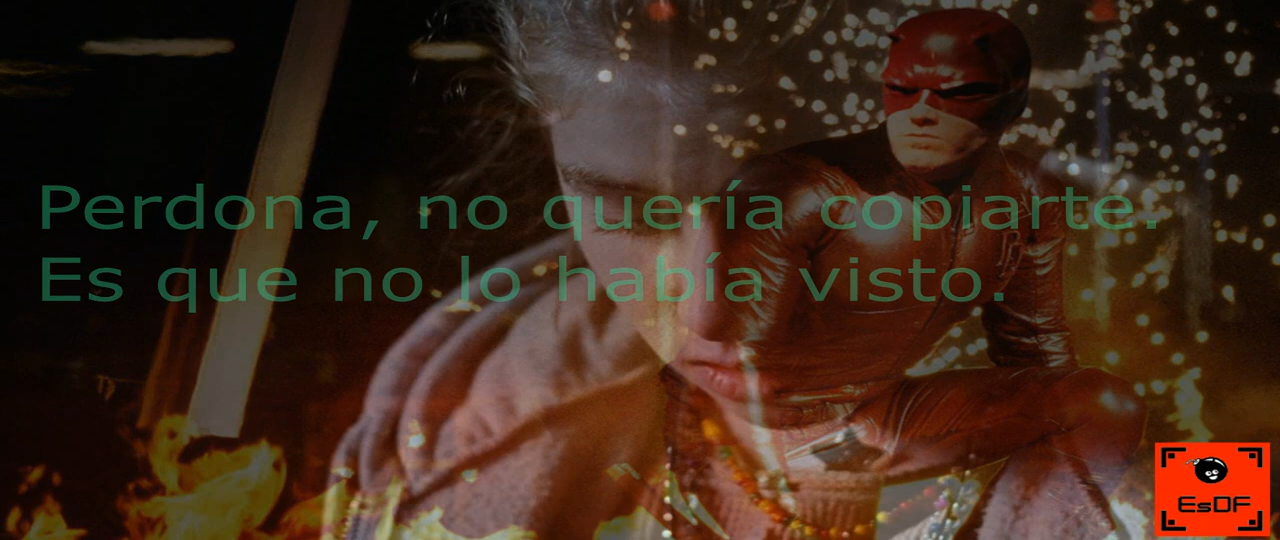 Perdona, no quería copiarte.
Es que no lo había visto.
EsDF